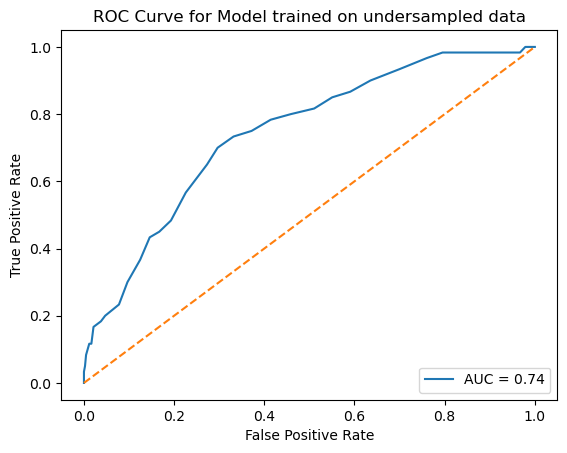 ROC Curve for Model trained on undersampled data
True Positive Rate
1.0
0.8
0.6
0.4
0.2
0.0
AUC = 0.74
0.0 0.2 0.4 0.6 0.8 1.0
False Positive Rate